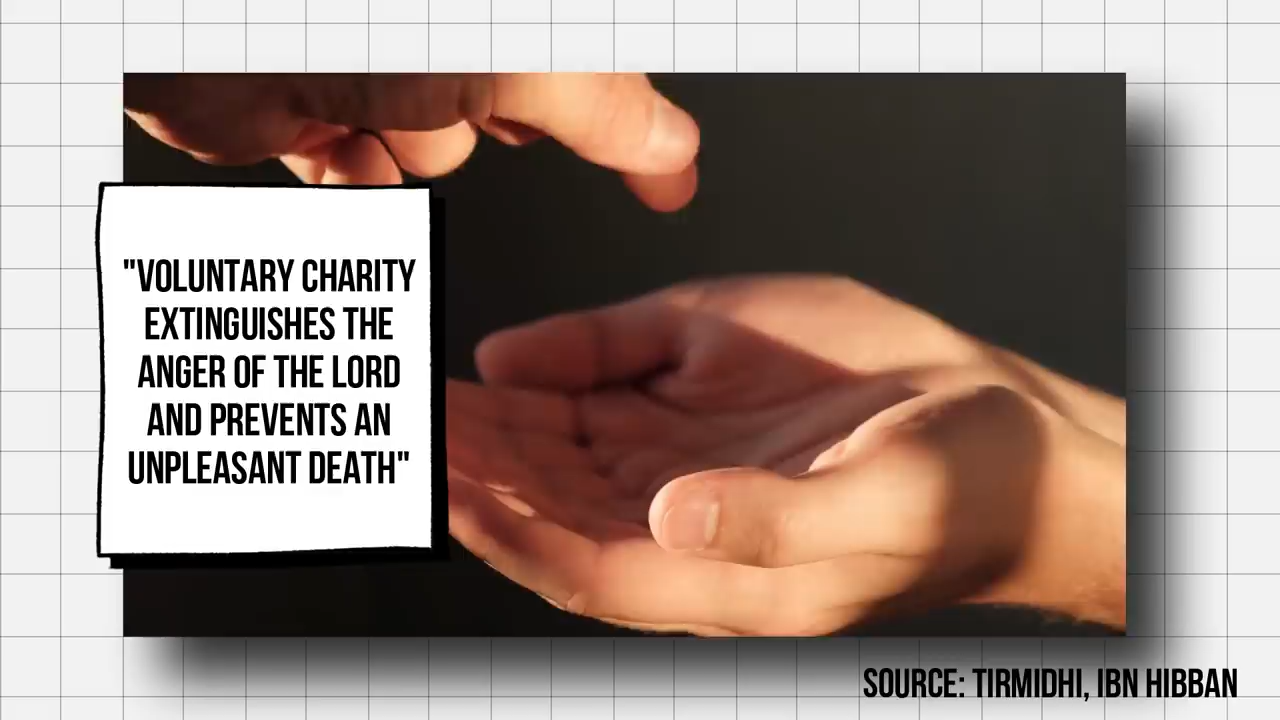 "VOLUNTARY CHARITY
EXTINGUISHES THE
ANGER OF THE LORD
AND PREVENTS AN
UNPLEASANT DEATH"
SOURCE: TIRMIDHI, IBN HIBBAN